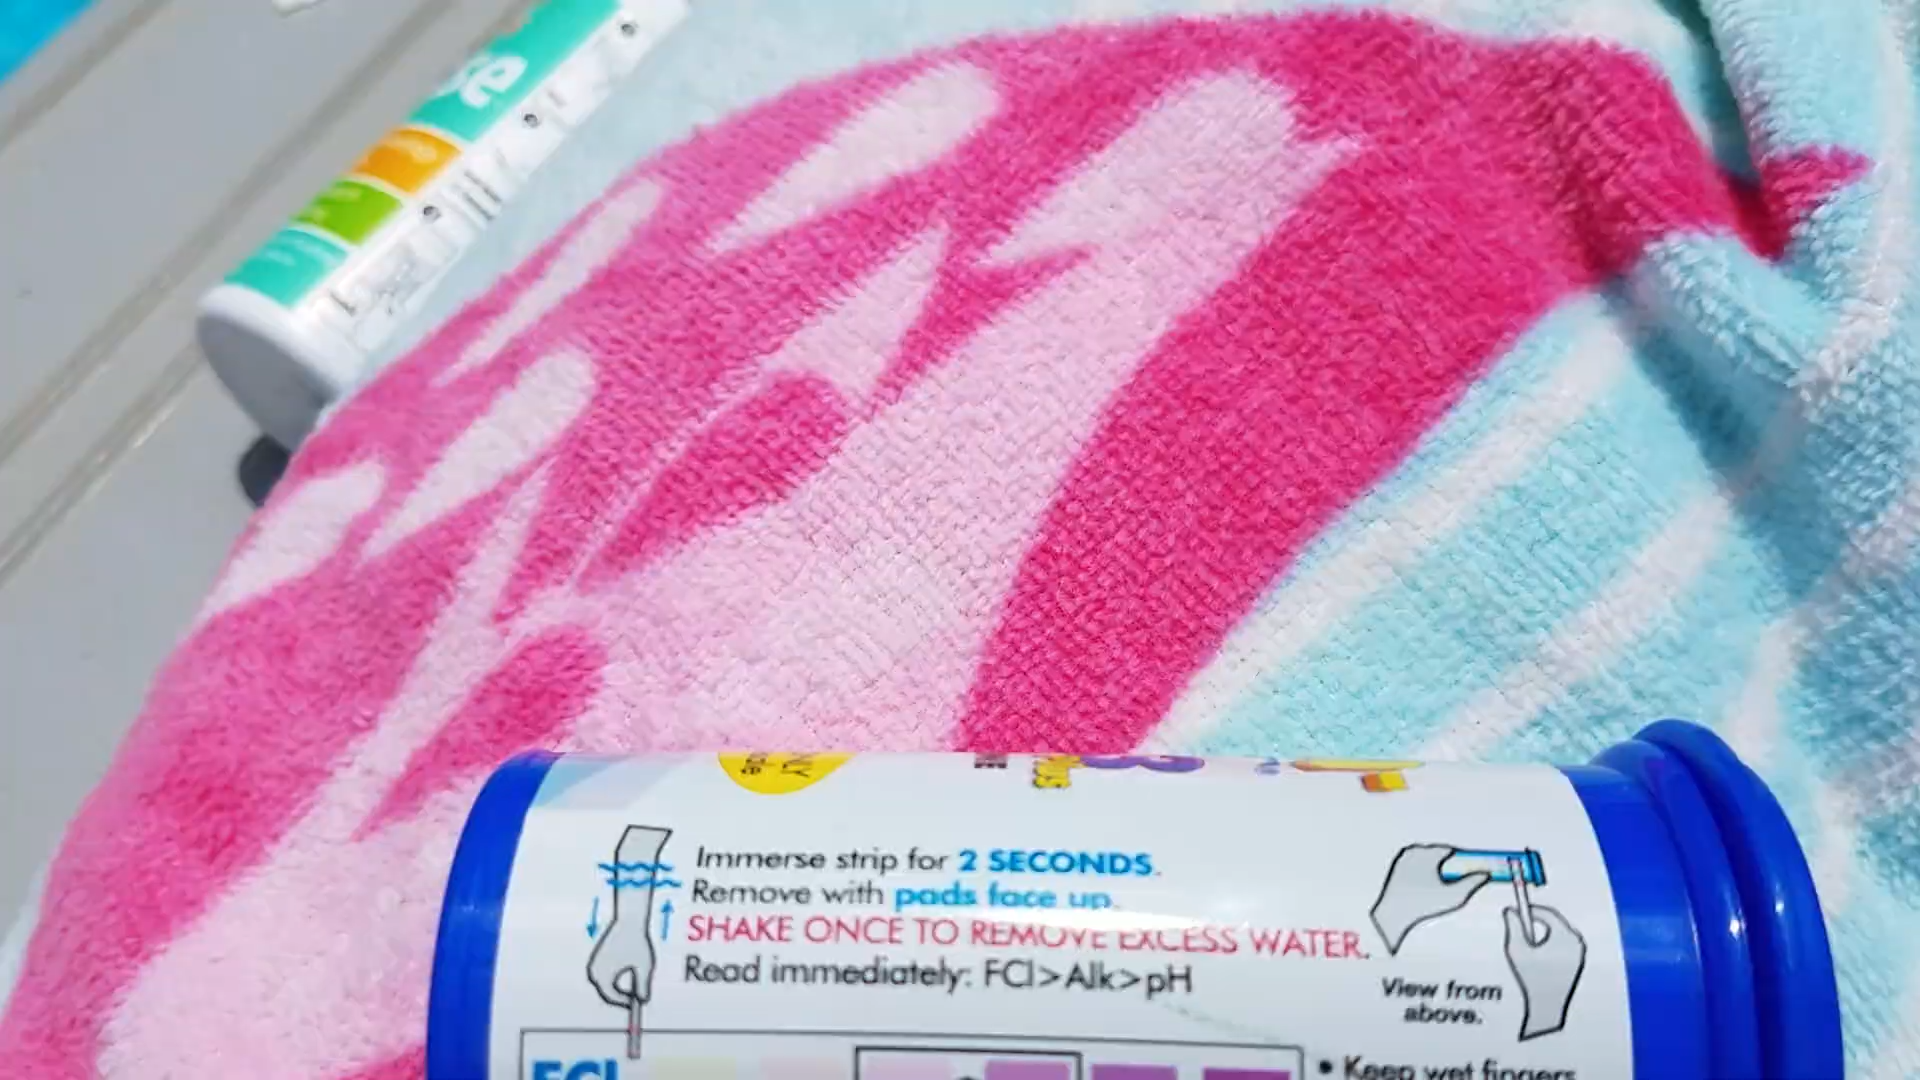 Immerse strip for 2 SECONDS.
Remove with pads face up.
SHAKE ONCE TO REMOVE EXCESS WATER.
Read immediately: FCl>Alk>pH
View from
above.
FCl
• Keep wet fingers